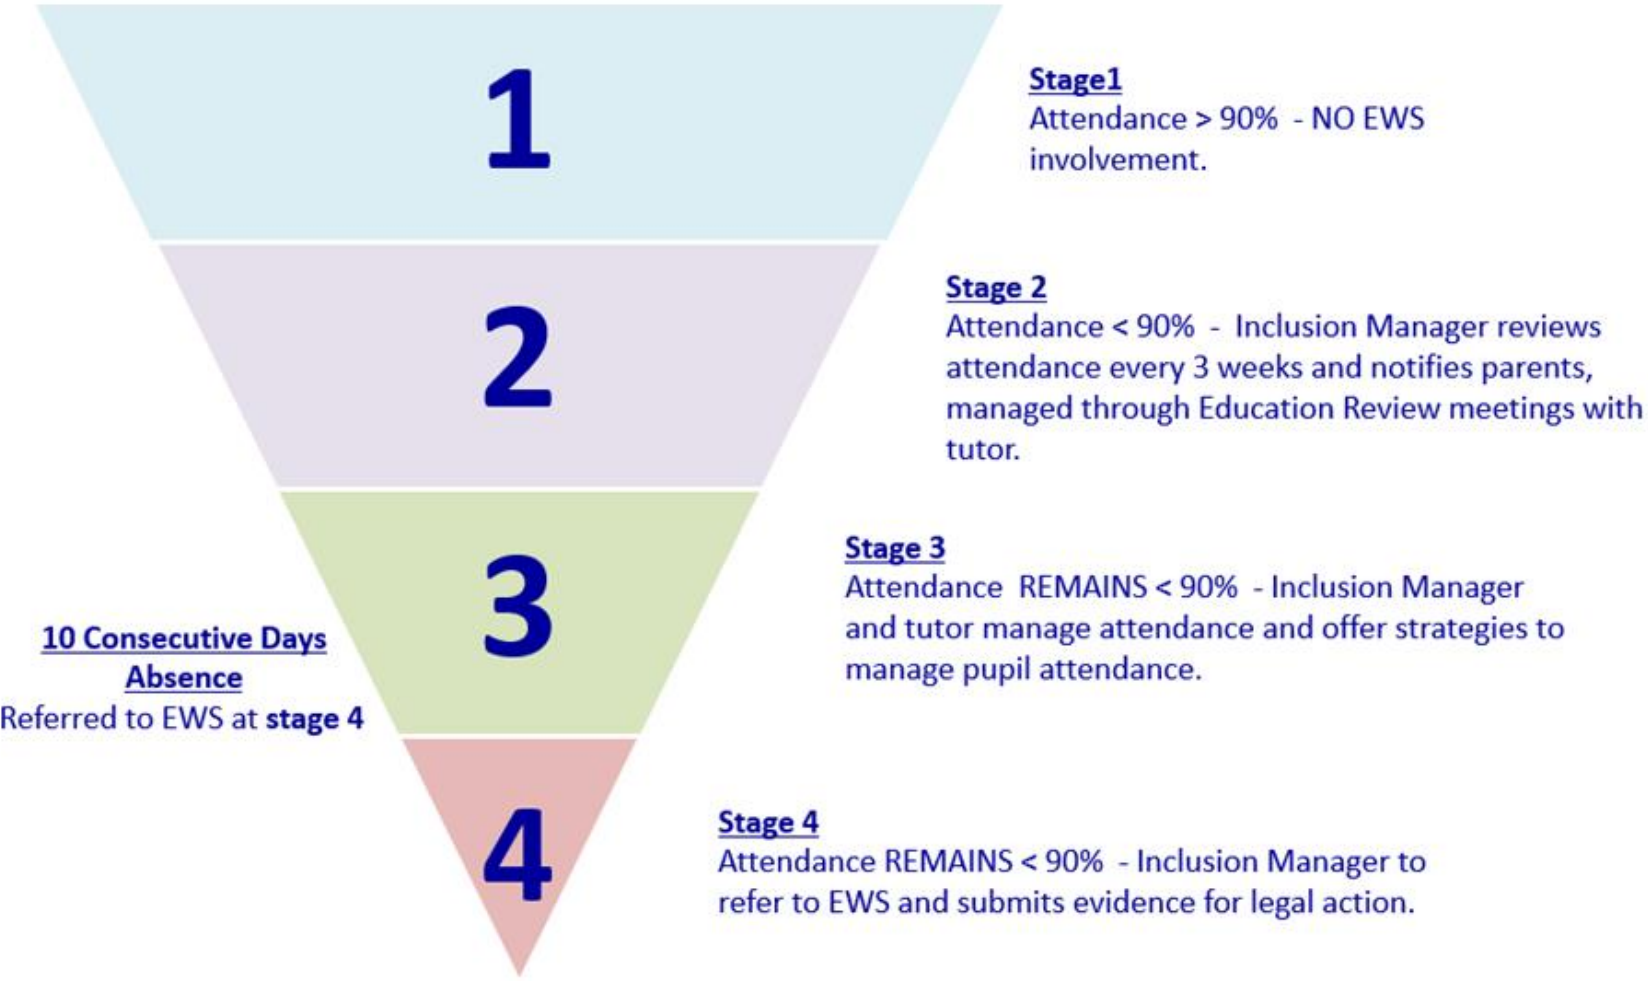 1
Stage1
Attendance > 90% - NO EWS
involvement.
2
Stage 2
Attendance < 90% - Inclusion Manager reviews
attendance every 3 weeks and notifies parents,
managed through Education Review meetings with
tutor.
3
Stage 3
Attendance REMAINS < 90% - Inclusion Manager
and tutor manage attendance and offer strategies to
manage pupil attendance.
10 Consecutive Days
Absence
Referred to EWS at stage 4
4
Stage 4
Attendance REMAINS < 90% - Inclusion Manager to
refer to EWS and submits evidence for legal action.